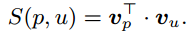 S(p, u) = v_p^⊤ · v_u.